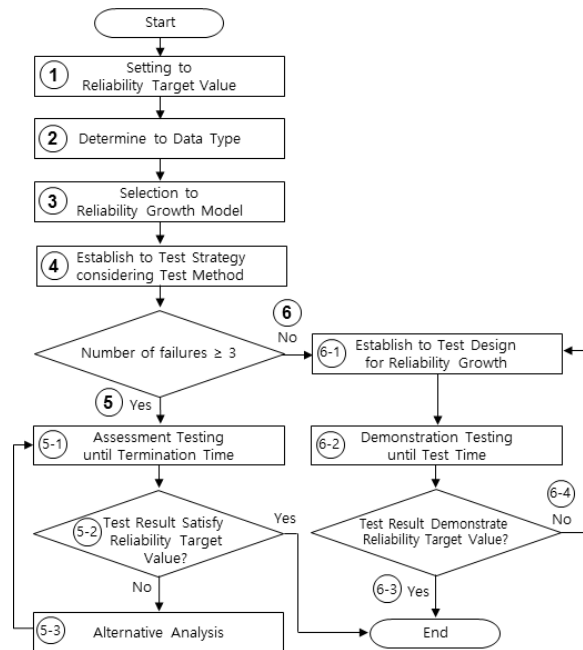 Start
1
Setting to
Reliability Target Value
2
Determine to Data Type
3
Selection to
Reliability Growth Model
4
Establish to Test Strategy
considering Test Method
Number of failures ≥ 3
6
No
6-1
Establish to Test Design
for Reliability Growth
5
Yes
5-1
Assessment Testing
until Termination Time
6-2
Demonstration Testing
until Test Time
5-2
Test Result Satisfy
Reliability Target
Value?
Yes
No
Test Result Demonstrate
Reliability Target Value?
6-4
No
6-3
Yes
5-3
Alternative Analysis
End